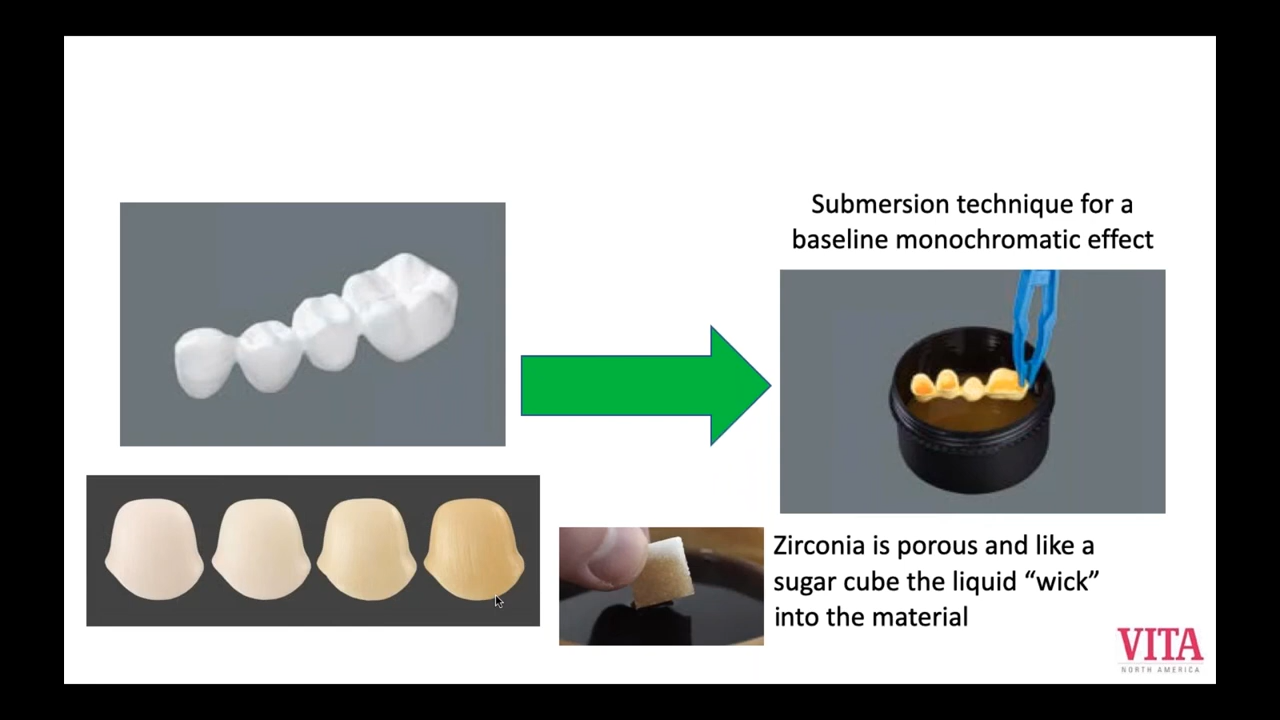 Submersion technique for a
baseline monochromatic effect
Zirconia is porous and like a
sugar cube the liquid “wick”
into the material
VITA
NORTH AMERICA